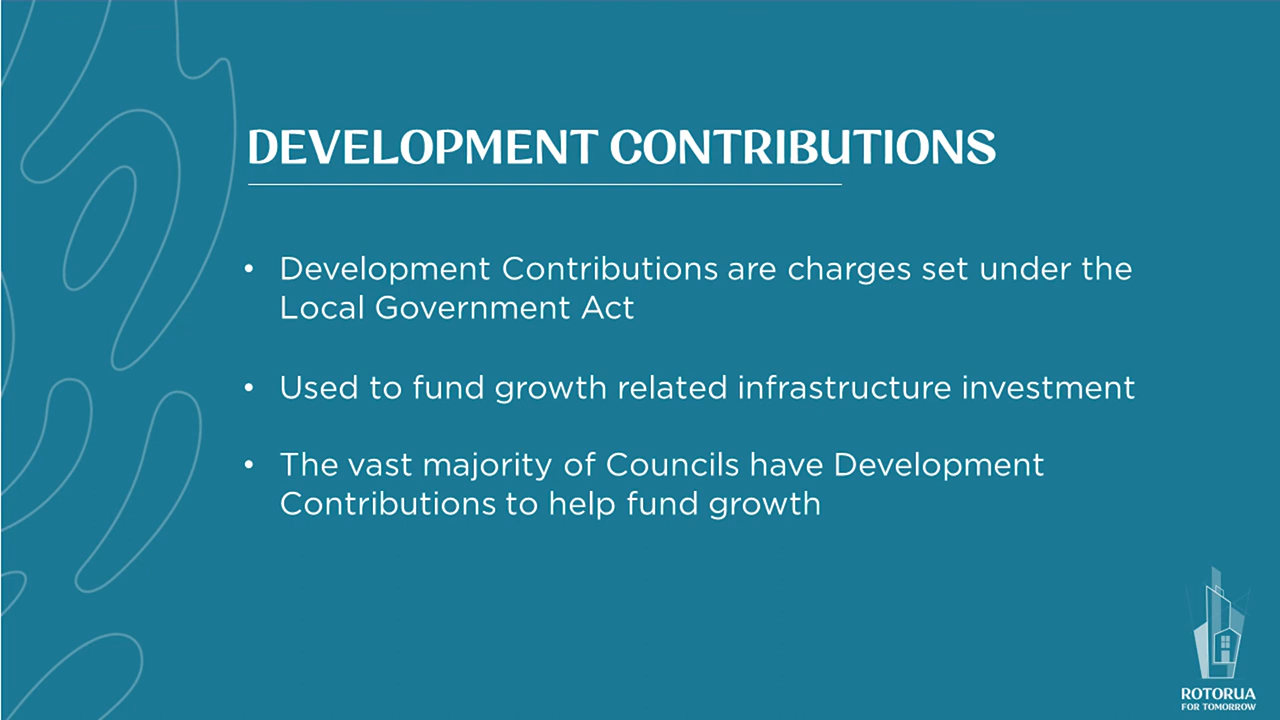 DEVELOPMENT CONTRIBUTIONS
• Development Contributions are charges set under the
Local Government Act
• Used to fund growth related infrastructure investment
• The vast majority of Councils have Development
Contributions to help fund growth
ROTORUA
FOR TOMORROW